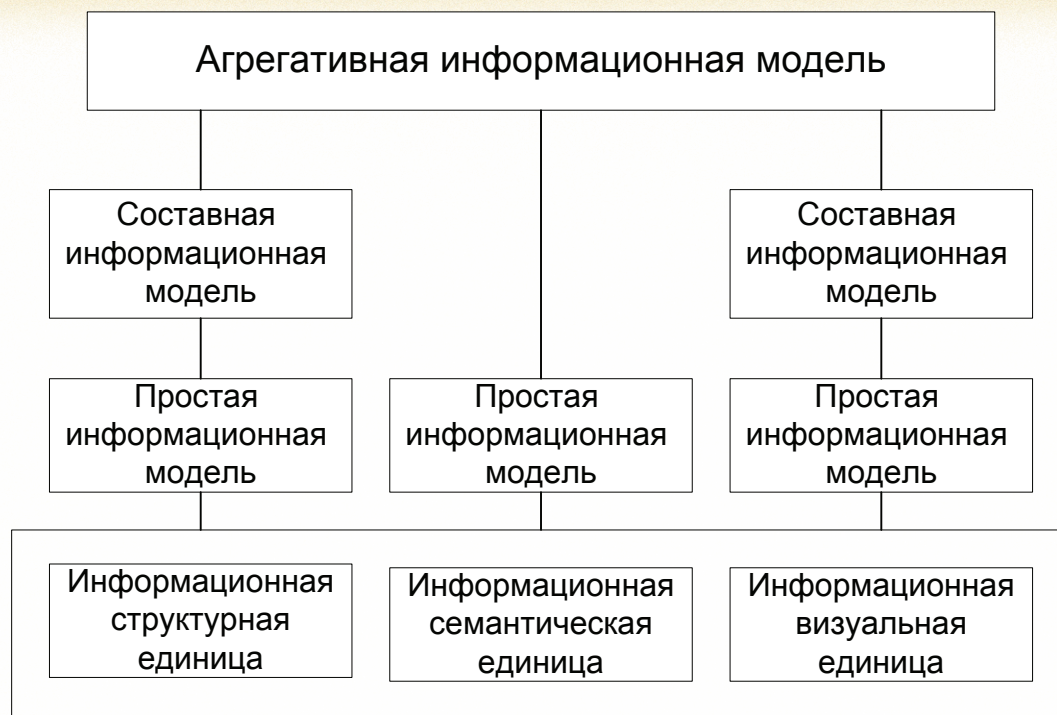 Агрегативная информационная модель
Составная
информационная
модель
Составная
информационная
модель
Простая
информационная
модель
Простая
информационная
модель
Простая
информационная
модель
Информационная
структурная
единица
Информационная
семантическая
единица
Информационная
визуальная
единица